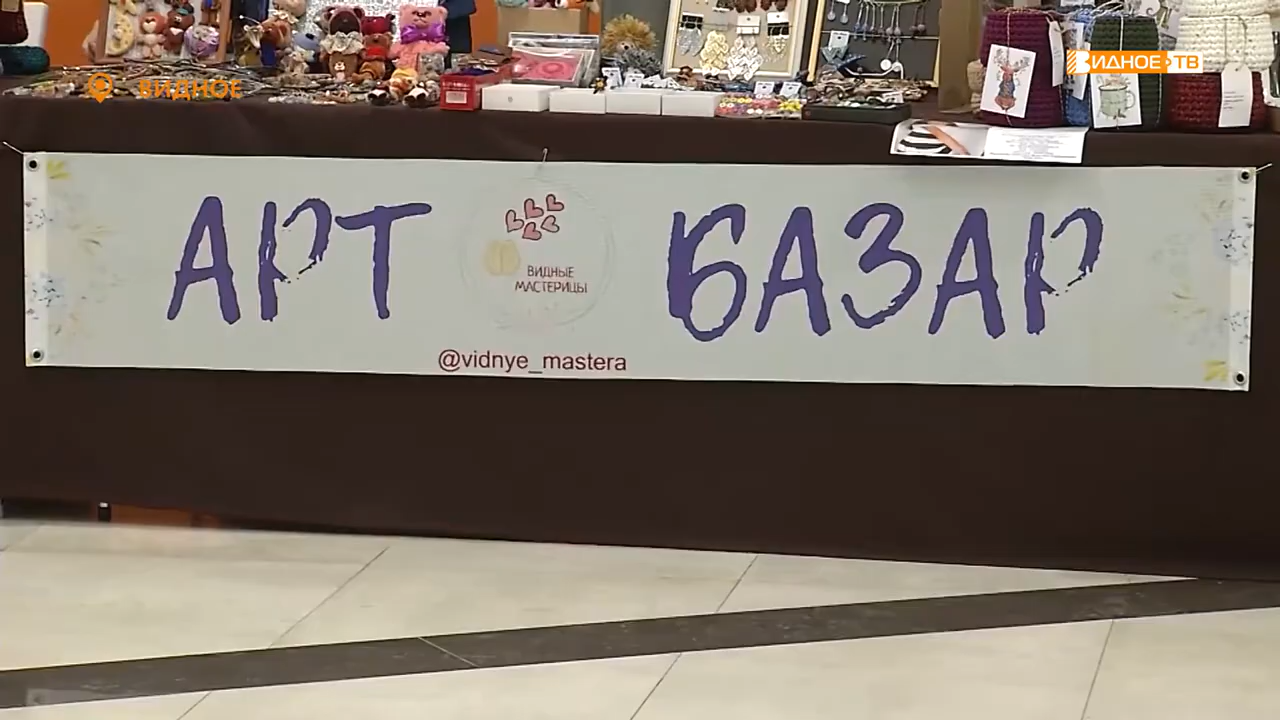 ВИДНОЕ
ВИДНОЕ ТВ
АРТ БАЗАР
ВИДНЫЕ
МАСТЕРИЦЫ
@vidnye_mastera